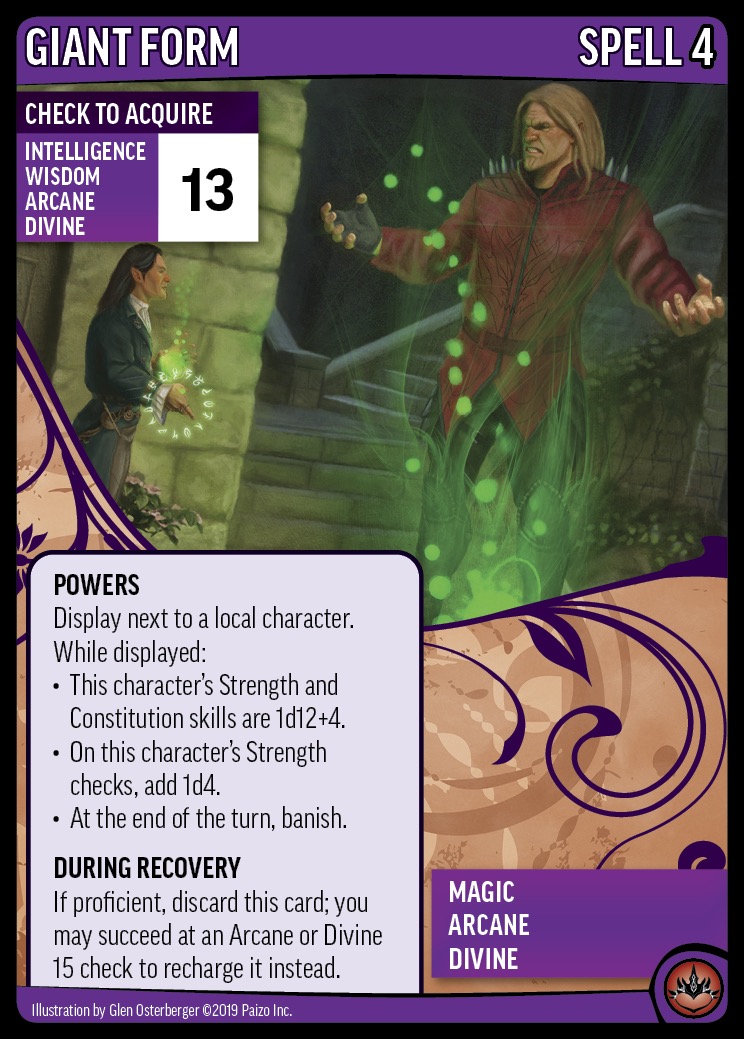 GIANT FORM
SPELL 4
CHECK TO ACQUIRE
INTELLIGENCE
WISDOM
ARCANE
DIVINE
13
POWERS
Display next to a local character.
While displayed:
• This character's Strength and
Constitution skills are 1d12+4.
• On this character's Strength
checks, add 1d4.
• At the end of the turn, banish.
DURING RECOVERY
If proficient, discard this card; you
may succeed at an Arcane or Divine
15 check to recharge it instead.
MAGIC
ARCANE
DIVINE
Illustration by Glen Osterberger ©2019 Paizo Inc.